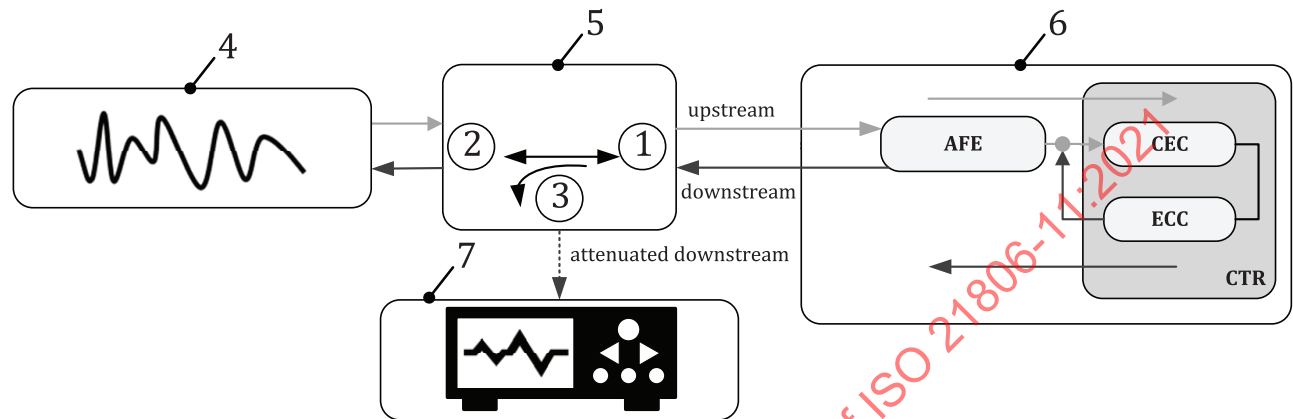 4
5
6
2
1
3
upstream
downstream
AFE
CEC
ECC
CTR
attenuated downstream
7
of ISO 21806-11:2021